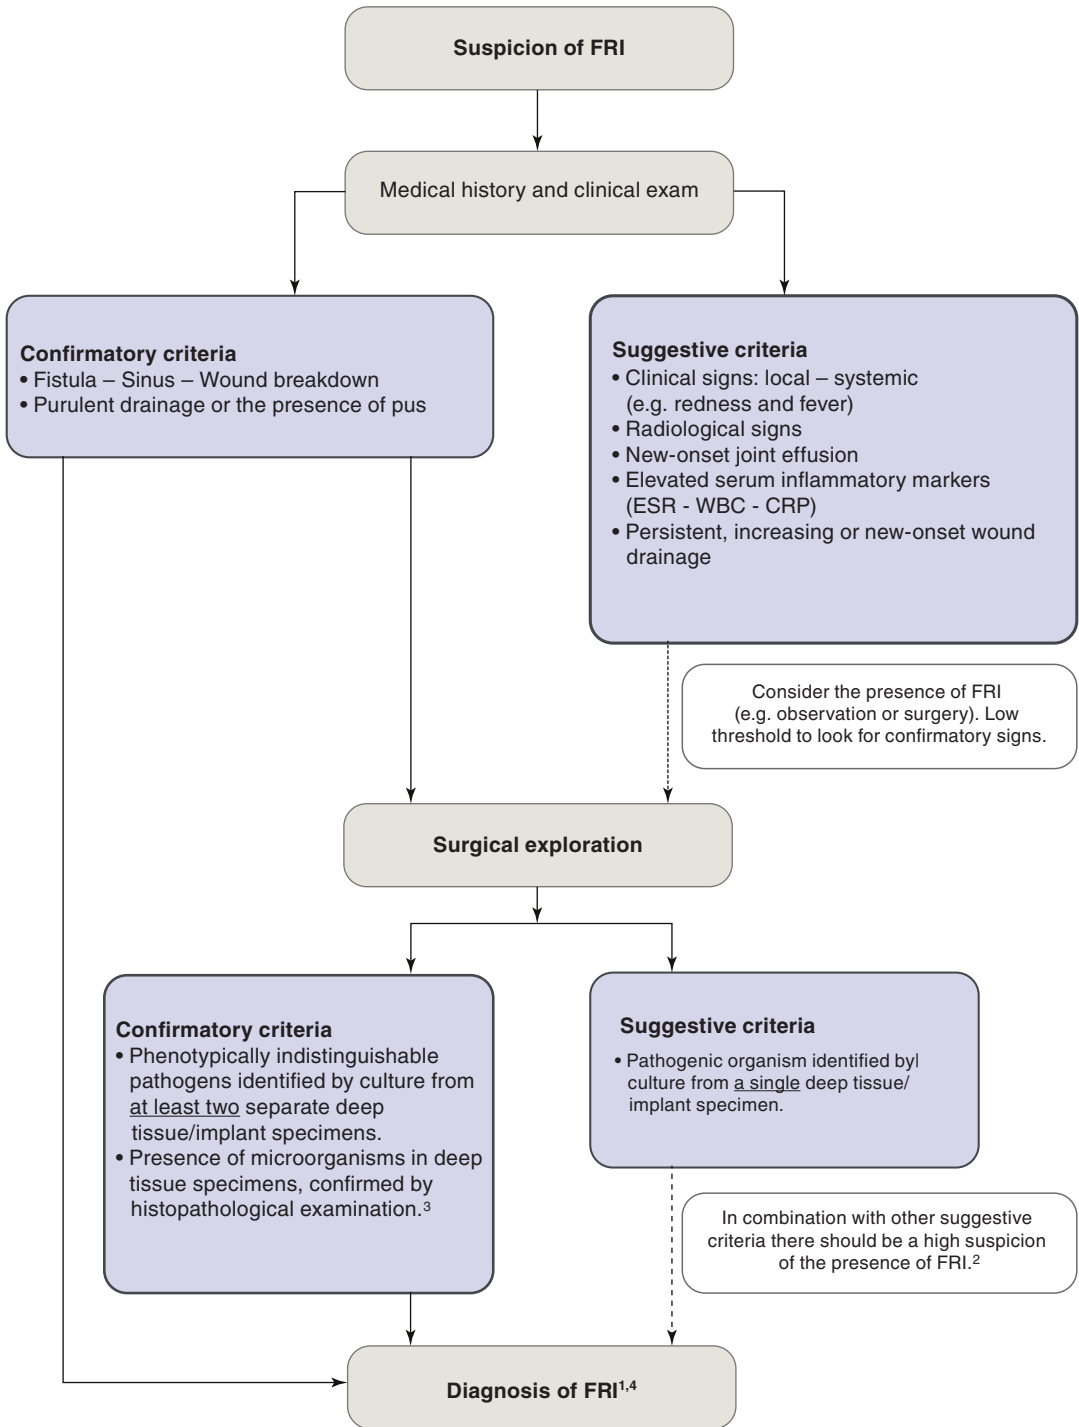 Suspicion of FRI
Medical history and clinical exam
Confirmatory criteria
• Fistula – Sinus – Wound breakdown
• Purulent drainage or the presence of pus
Suggestive criteria
• Clinical signs: local – systemic
(e.g. redness and fever)
• Radiological signs
• New-onset joint effusion
• Elevated serum inflammatory markers
(ESR - WBC - CRP)
• Persistent, increasing or new-onset wound
drainage
Consider the presence of FRI
(e.g. observation or surgery). Low
threshold to look for confirmatory signs.
Surgical exploration
Confirmatory criteria
• Phenotypically indistinguishable
pathogens identified by culture from
at least two separate deep
tissue/implant specimens.
• Presence of microorganisms in deep
tissue specimens, confirmed by
histopathological examination.³
Suggestive criteria
• Pathogenic organism identified by
culture from a single deep tissue/
implant specimen.
In combination with other suggestive
criteria there should be a high suspicion
of the presence of FRI.²
Diagnosis of FRI¹,⁴